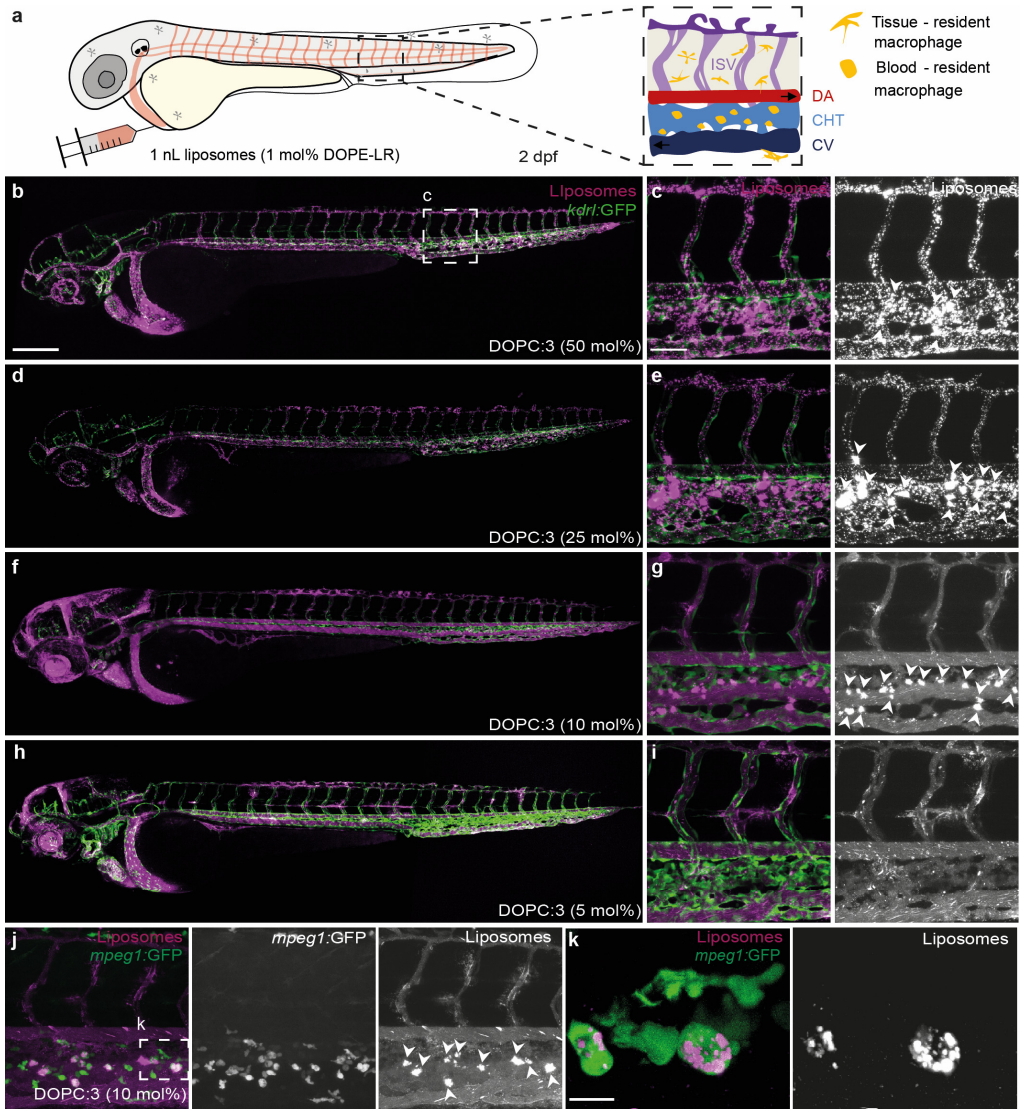 a
Tissue - resident
macrophage
Blood - resident
macrophage
ISV
DA
CHT
CV
1 nL liposomes (1 mol% DOPE-LR)
2 dpf
b
LIposomes
kdrl:GFP
c
DOPC:3 (50 mol%)
c
Liposomes
Liposomes
d
DOPC:3 (25 mol%)
e
f
DOPC:3 (10 mol%)
g
h
DOPC:3 (5 mol%)
i
j
Liposomes
mpeg1:GFP
k
DOPC:3 (10 mol%)
mpeg1:GFP
Liposomes
k
Liposomes
mpeg1:GFP
Liposomes